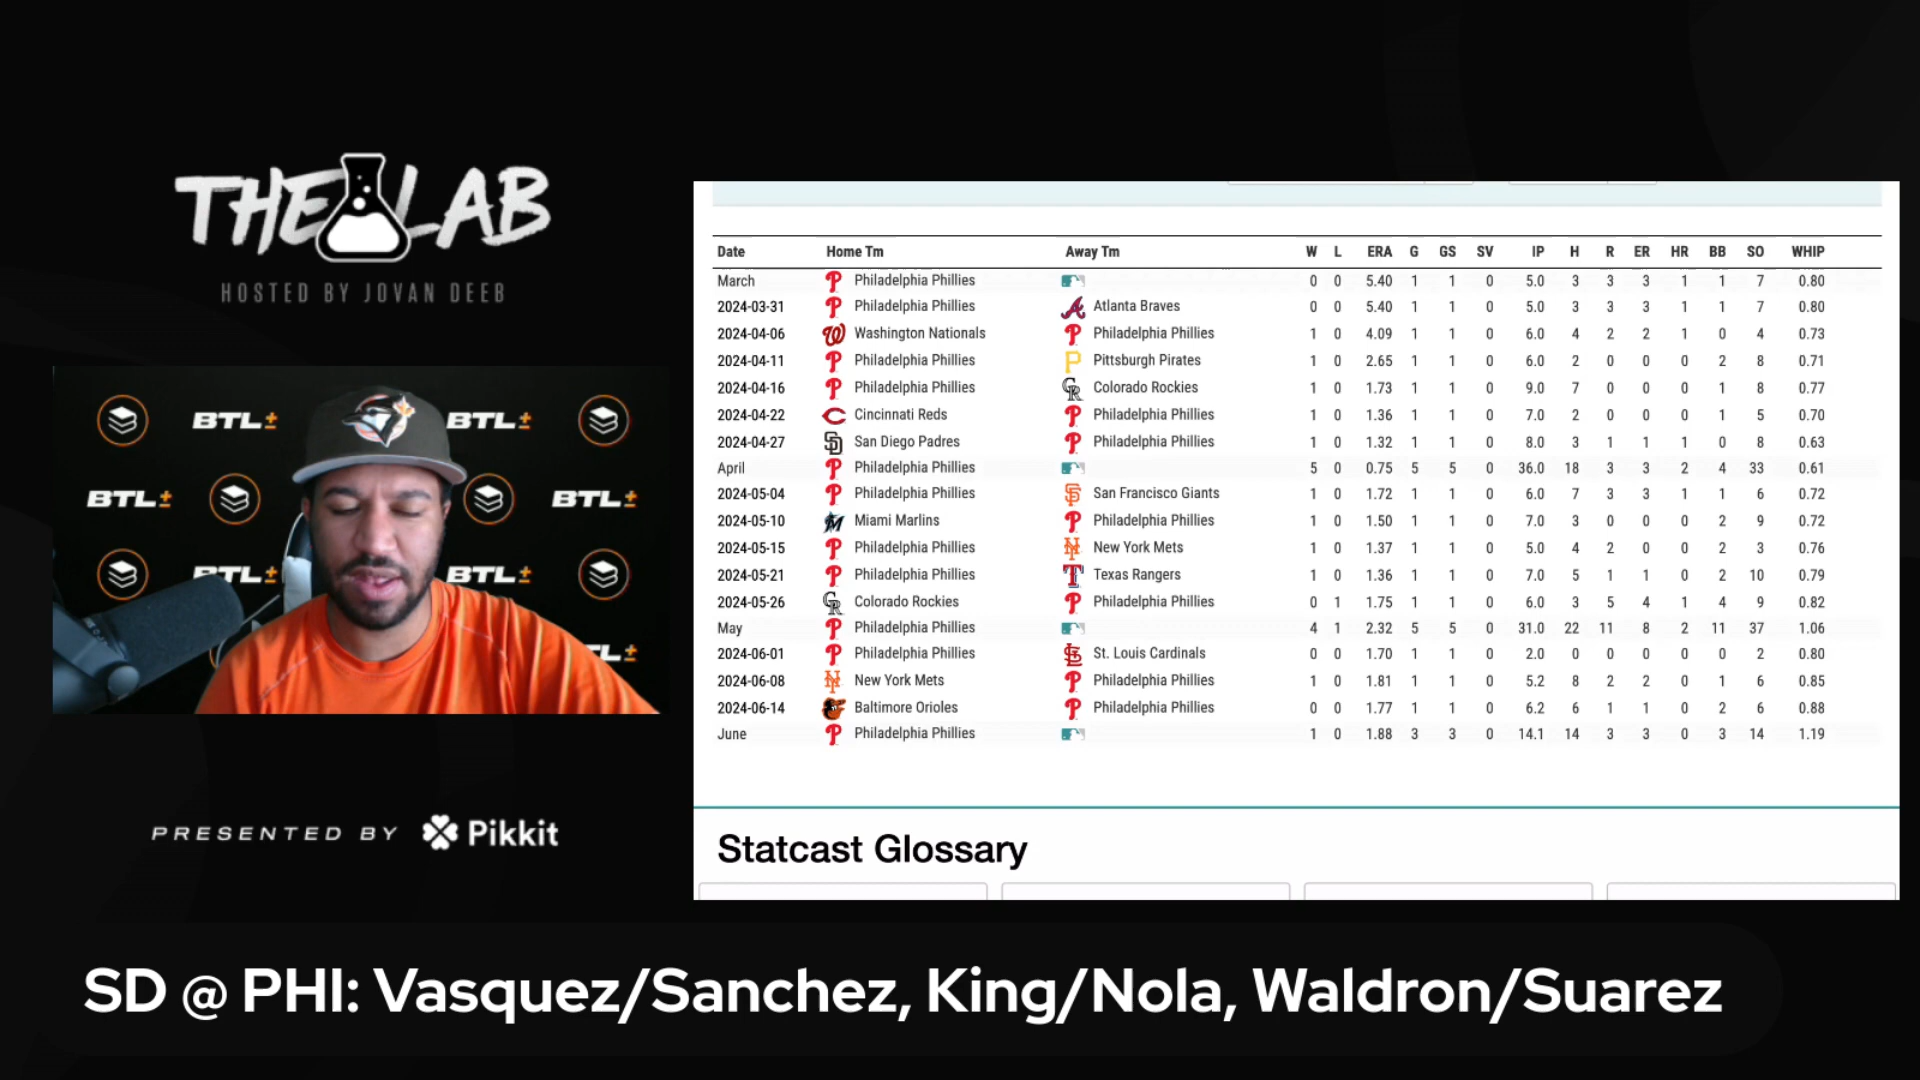 THE LAB
HOSTED BY JOVAN DEEB
BTL± BTL±
BTL± BTL±
BTL± BTL±
PRESENTED BY Pikkit
Date Home Tm Away Tm W L ERA G GS SV IP H R ER HR BB SO WHIP
March Philadelphia Phillies 0 0 5.40 1 1 0 5.0 3 3 3 1 1 7 0.80
2024-03-31 Philadelphia Phillies Atlanta Braves 0 0 5.40 1 1 0 5.0 3 3 3 1 1 7 0.80
2024-04-06 Washington Nationals Philadelphia Phillies 1 0 4.09 1 1 0 6.0 4 2 2 1 0 4 0.73
2024-04-11 Philadelphia Phillies Pittsburgh Pirates 1 0 2.65 1 1 0 6.0 2 0 0 0 2 8 0.71
2024-04-16 Philadelphia Phillies Colorado Rockies 1 0 1.73 1 1 0 9.0 7 0 0 0 1 8 0.77
2024-04-22 Cincinnati Reds Philadelphia Phillies 1 0 1.36 1 1 0 7.0 2 0 0 0 1 5 0.70
2024-04-27 San Diego Padres Philadelphia Phillies 1 0 1.32 1 1 0 8.0 3 1 1 1 0 8 0.63
April Philadelphia Phillies 5 0 0.75 5 5 0 36.0 18 3 3 2 4 33 0.61
2024-05-04 Philadelphia Phillies San Francisco Giants 1 0 1.72 1 1 0 6.0 7 3 3 1 1 6 0.72
2024-05-10 Miami Marlins Philadelphia Phillies 1 0 1.50 1 1 0 7.0 3 0 0 0 2 9 0.72
2024-05-15 Philadelphia Phillies New York Mets 1 0 1.37 1 1 0 5.0 4 2 0 0 2 3 0.76
2024-05-21 Philadelphia Phillies Texas Rangers 1 0 1.36 1 1 0 7.0 5 1 1 0 2 10 0.79
2024-05-26 Colorado Rockies Philadelphia Phillies 0 1 1.75 1 1 0 6.0 3 5 4 1 4 9 0.82
May Philadelphia Phillies 4 1 2.32 5 5 0 31.0 22 11 8 2 11 37 1.06
2024-06-01 Philadelphia Phillies St. Louis Cardinals 0 0 1.70 1 1 0 2.0 0 0 0 0 0 2 0.80
2024-06-08 New York Mets Philadelphia Phillies 1 0 1.81 1 1 0 5.2 8 2 2 0 1 6 0.85
2024-06-14 Baltimore Orioles Philadelphia Phillies 0 0 1.77 1 1 0 6.2 6 1 1 0 2 6 0.88
June Philadelphia Phillies 1 0 1.88 3 3 0 14.1 14 3 3 0 3 14 1.19
Statcast Glossary
SD @ PHI: Vasquez/Sanchez, King/Nola, Waldron/Suarez